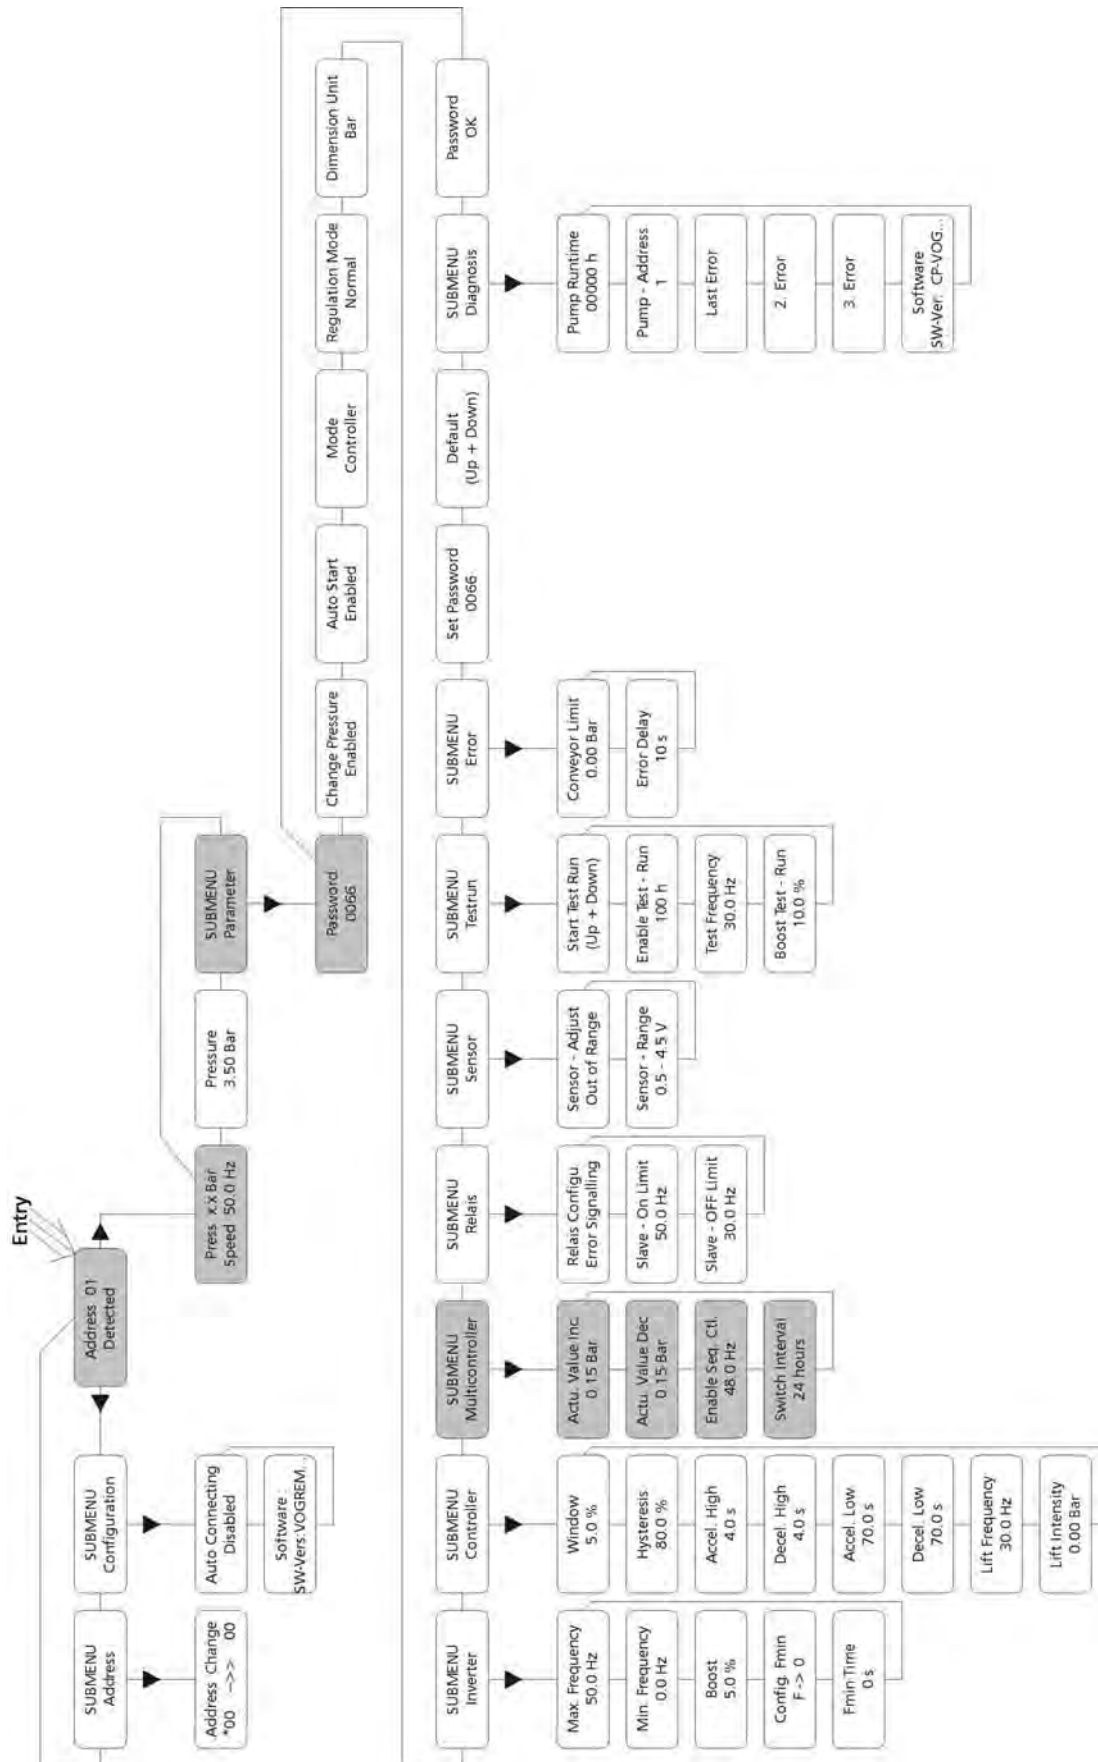 Entry
SUBMENU
Address
SUBMENU
Configuration
Address 01
Detected
Address Change
*00 -->> 00
Auto Connecting
Disabled
Software :
SW-Vers:VOGREM...
Press x.x Bar
Speed 50.0 Hz
Pressure
3.50 Bar
SUBMENU
Parameter
Password
0066
Change Pressure
Enabled
Auto Start
Enabled
Mode
Controller
Regulation Mode
Normal
Dimension Unit
Bar
SUBMENU
Inverter
SUBMENU
Controller
SUBMENU
Multicontroller
SUBMENU
Relais
SUBMENU
Sensor
SUBMENU
Testrun
SUBMENU
Error
Set Password
0066
Default
(Up + Down)
SUBMENU
Diagnosis
Password
OK
Max. Frequency
50.0 Hz
Min. Frequency
0.0 Hz
Boost
5.0 %
Config. Fmin
F -> 0
Fmin Time
0 s
Window
5.0 %
Hysteresis
80.0 %
Accel. High
4.0 s
Decel. High
4.0 s
Accel. Low
70.0 s
Decel. Low
70.0 s
Lift Frequency
30.0 Hz
Lift Intensity
0.00 Bar
Actu. Value Inc.
0.15 Bar
Actu. Value Dec
0.15 Bar
Enable Seq. Ctl.
48.0 Hz
Switch Interval
24 hours
Relais Configu.
Error Signalling
Slave - On Limit
50.0 Hz
Slave - OFF Limit
30.0 Hz
Sensor - Adjust
Out of Range
Sensor - Range
0.5 - 4.5 V
Start Test Run
(Up + Down)
Enable Test - Run
100 h
Test Frequency
30.0 Hz
Boost Test - Run
10.0 %
Conveyor Limit
0.00 Bar
Error Delay
10 s
Pump Runtime
00000 h
Pump - Address
1
Last Error
2. Error
3. Error
Software
SW-Ver: CP-VOG...